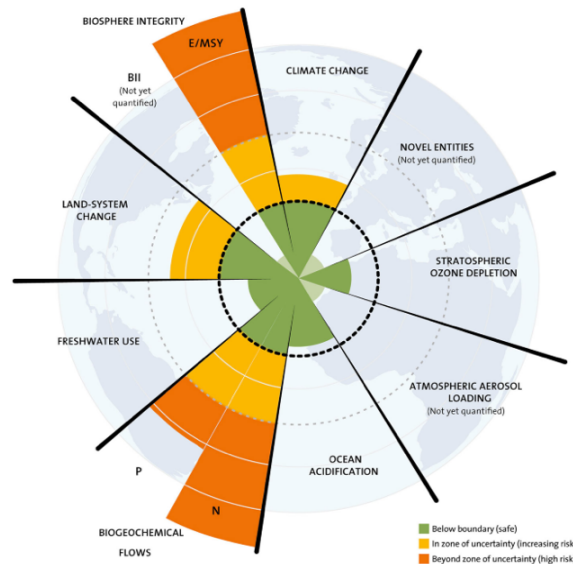 BIOSPHERE INTEGRITY
E/MSY
CLIMATE CHANGE
BII
(Not yet
quantified)
NOVEL ENTITIES
(Not yet quantified)
LAND-SYSTEM
CHANGE
STRATOSPHERIC
OZONE DEPLETION
FRESHWATER USE
ATMOSPHERIC AEROSOL
LOADING
(Not yet quantified)
OCEAN
ACIDIFICATION
P
N
BIOGEOCHEMICAL
FLOWS
Below boundary (safe)
In zone of uncertainty (increasing risk
Beyond zone of uncertainty (high risk